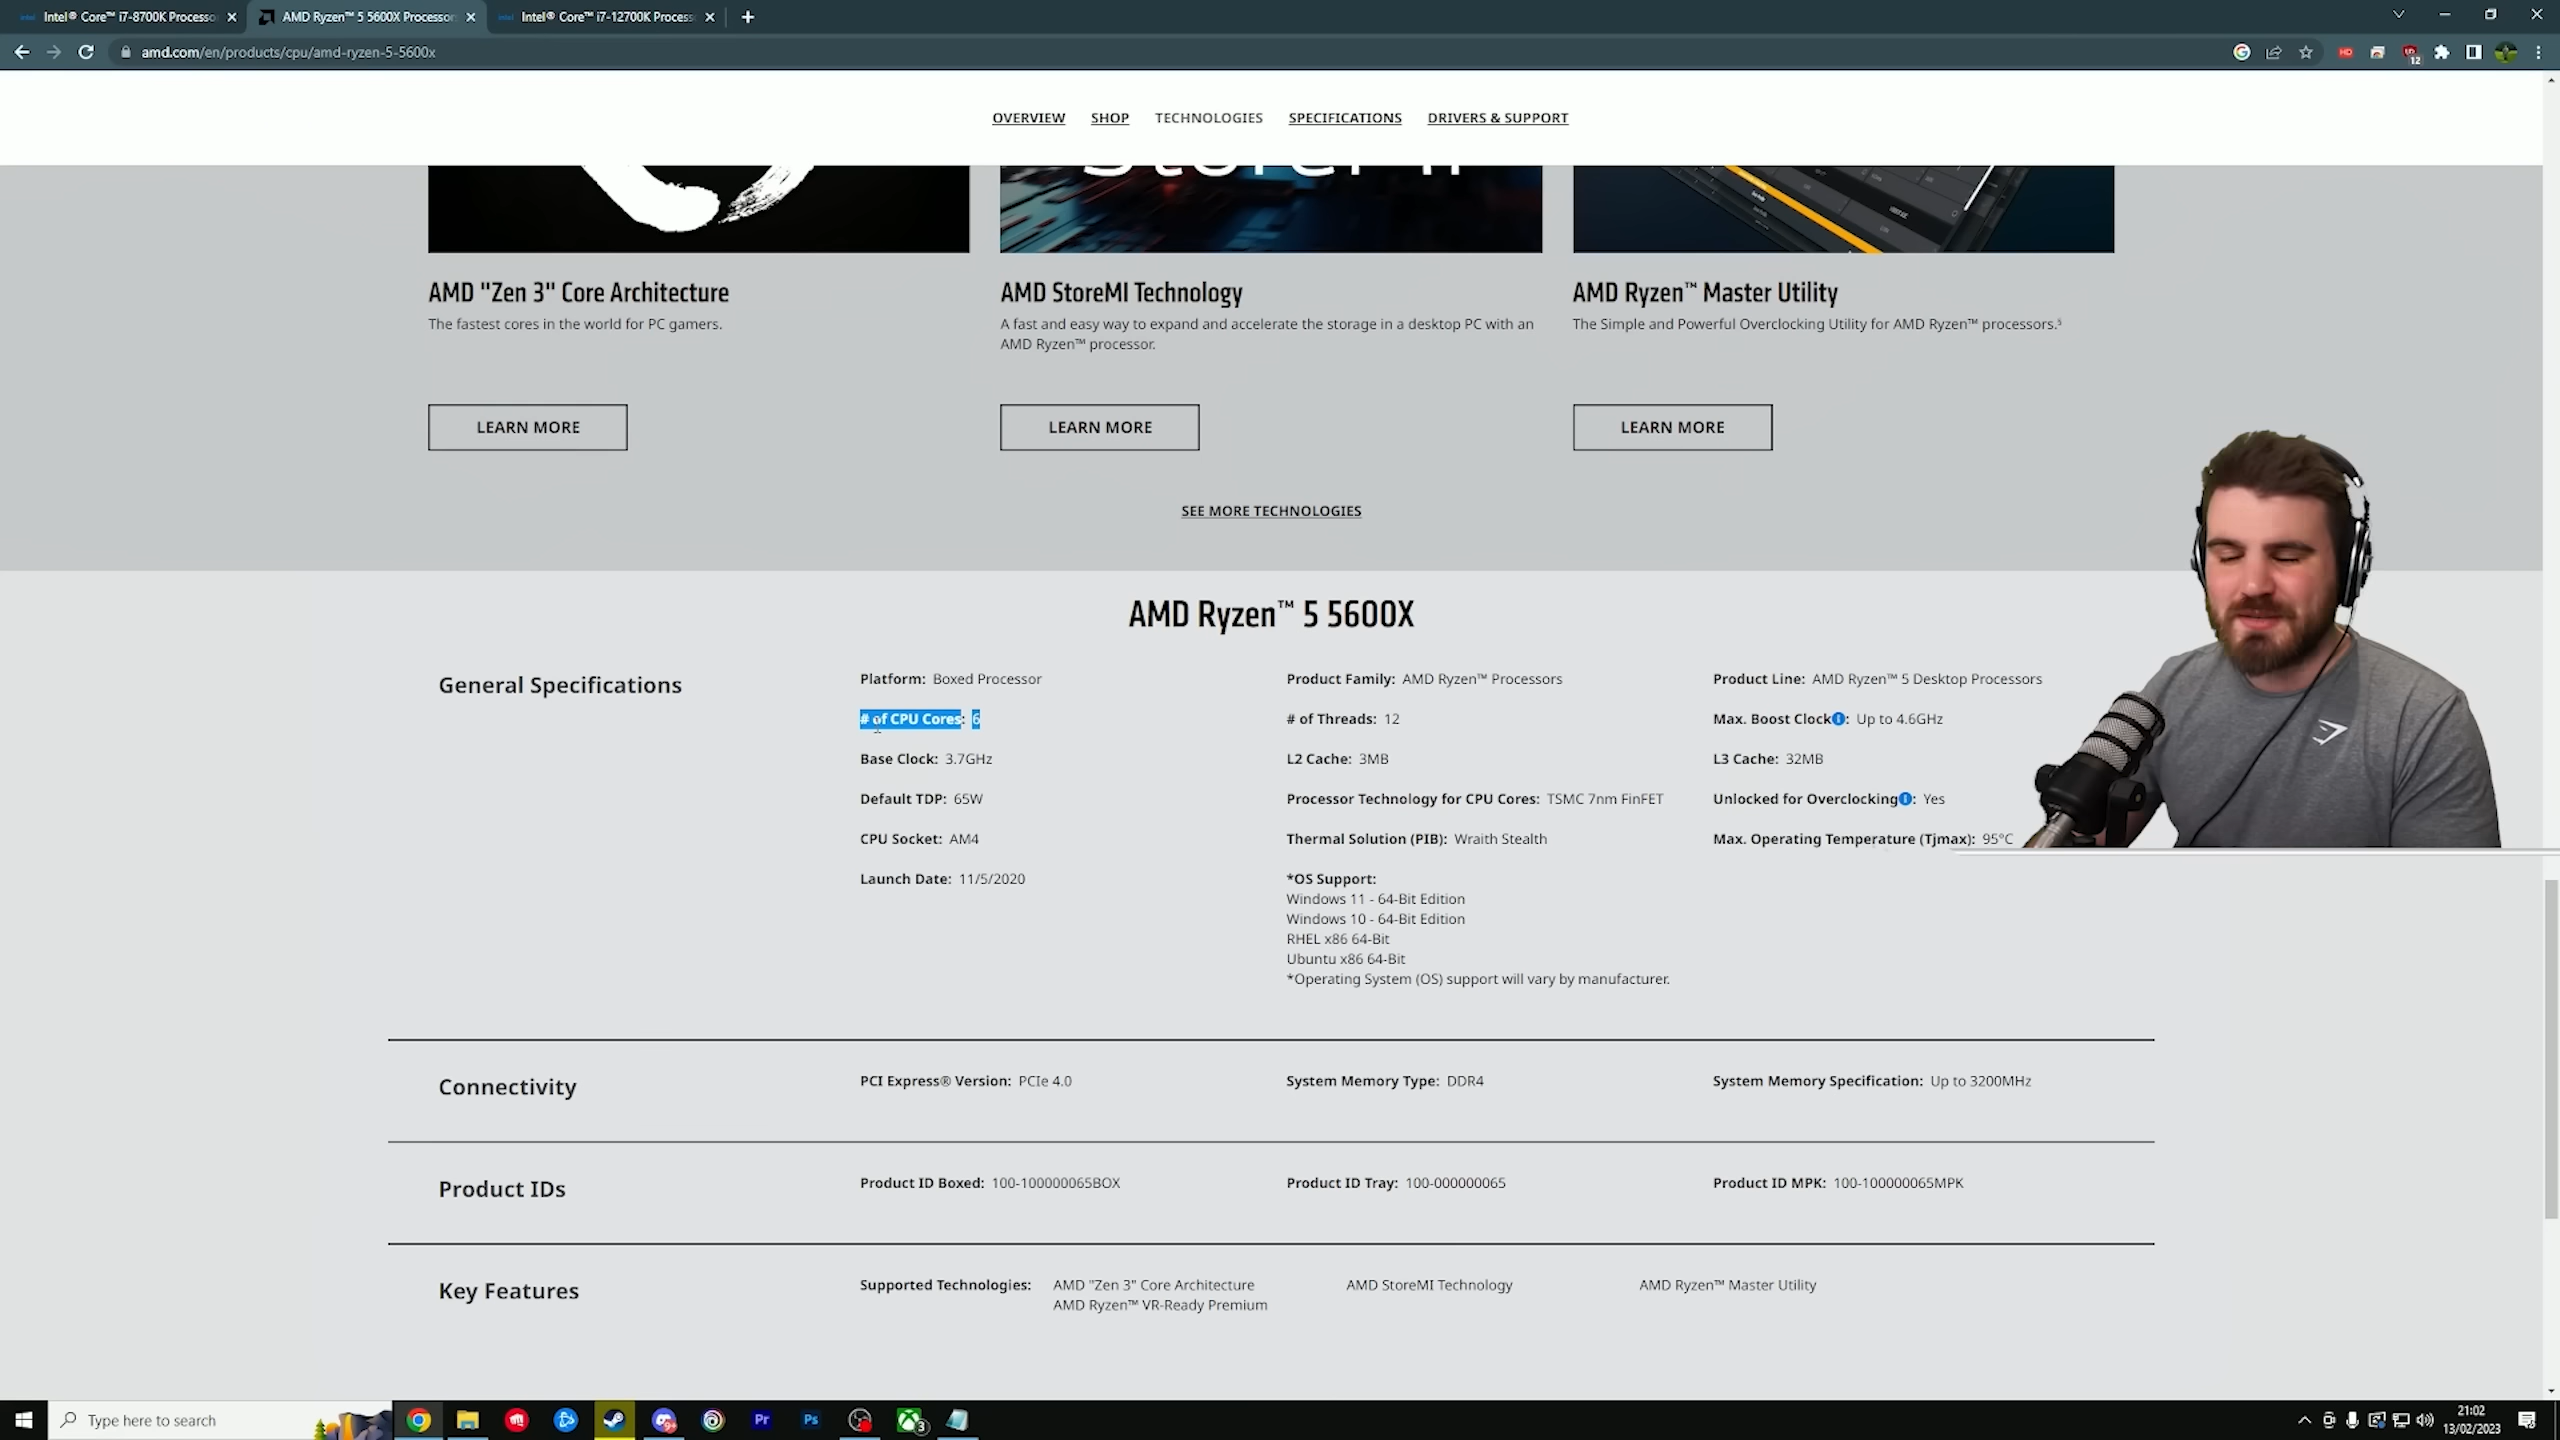 Intel® Core™ i7-8700K Processo
AMD Ryzen™ 5 5600X Processor
Intel® Core™ i7-12700K Process
amd.com/en/products/cpu/amd-ryzen-5-5600x
HD
12
OVERVIEW SHOP TECHNOLOGIES SPECIFICATIONS DRIVERS & SUPPORT
AMD "Zen 3" Core Architecture
The fastest cores in the world for PC gamers.
LEARN MORE
AMD StoreMI Technology
A fast and easy way to expand and accelerate the storage in a desktop PC with an
AMD Ryzen™ processor.
LEARN MORE
AMD Ryzen™ Master Utility
The Simple and Powerful Overclocking Utility for AMD Ryzen™ processors.⁵
LEARN MORE
SEE MORE TECHNOLOGIES
AMD Ryzen™ 5 5600X
General Specifications
Platform: Boxed Processor
Product Family: AMD Ryzen™ Processors
Product Line: AMD Ryzen™ 5 Desktop Processors
# of CPU Cores: 6
# of Threads: 12
Max. Boost Clock: Up to 4.6GHz
Base Clock: 3.7GHz
L2 Cache: 3MB
L3 Cache: 32MB
Default TDP: 65W
Processor Technology for CPU Cores: TSMC 7nm FinFET
Unlocked for Overclocking: Yes
CPU Socket: AM4
Thermal Solution (PIB): Wraith Stealth
Max. Operating Temperature (Tjmax): 95°C
Launch Date: 11/5/2020
*OS Support:
Windows 11 - 64-Bit Edition
Windows 10 - 64-Bit Edition
RHEL x86 64-Bit
Ubuntu x86 64-Bit
*Operating System (OS) support will vary by manufacturer.
Connectivity
PCI Express® Version: PCIe 4.0
System Memory Type: DDR4
System Memory Specification: Up to 3200MHz
Product IDs
Product ID Boxed: 100-100000065BOX
Product ID Tray: 100-000000065
Product ID MPK: 100-100000065MPK
Key Features
Supported Technologies:
AMD "Zen 3" Core Architecture
AMD StoreMI Technology
AMD Ryzen™ Master Utility
AMD Ryzen™ VR-Ready Premium
Type here to search
Pr
Ps
3
21:02
13/02/2023